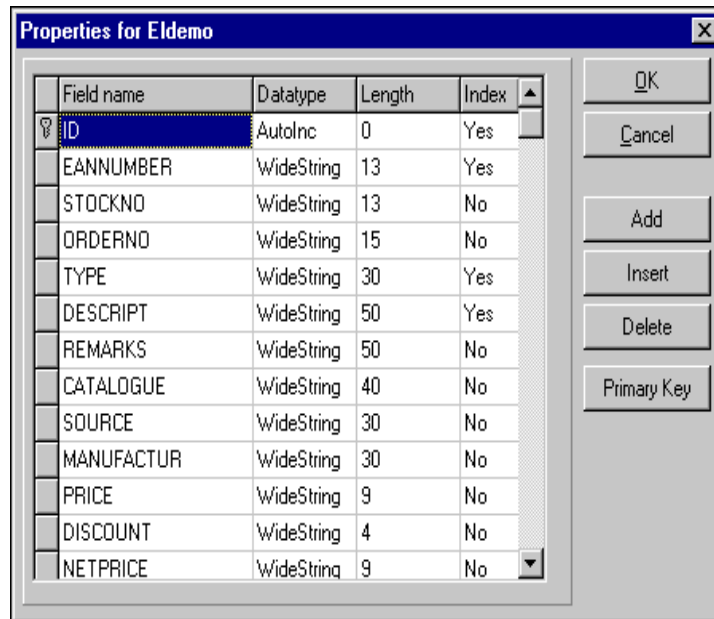 Properties for Eldemo
Field name Datatype Length Index
ID AutoInc 0 Yes
EANNUMBER WideString 13 Yes
STOCKNO WideString 13 No
ORDERNO WideString 15 No
TYPE WideString 30 Yes
DESCRIPT WideString 50 Yes
REMARKS WideString 50 No
CATALOGUE WideString 40 No
SOURCE WideString 30 No
MANUFACTUR WideString 30 No
PRICE WideString 9 No
DISCOUNT WideString 4 No
NETPRICE WideString 9 No
OK
Cancel
Add
Insert
Delete
Primary Key